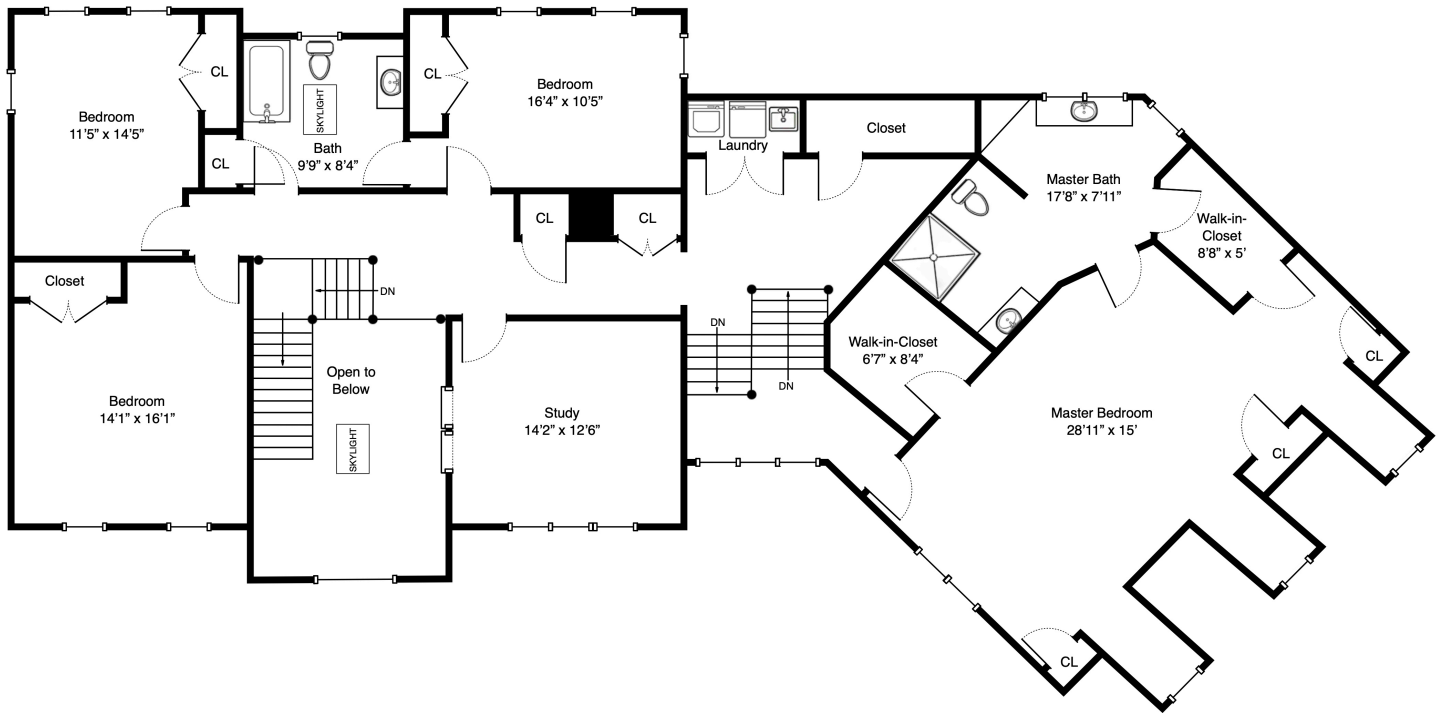 CL
CL
Bedroom
16’4” x 10’5”
Bedroom
11’5” x 14’5”
SKYLIGHT
Bath
9’9” x 8’4”
CL
Laundry
Closet
Master Bath
17’8” x 7’11”
Walk-in-
Closet
8’8” x 5’
CL
CL
Closet
DN
DN
DN
Walk-in-Closet
6’7” x 8’4”
CL
Open to
Below
Bedroom
14’1” x 16’1”
SKYLIGHT
Study
14’2” x 12’6”
Master Bedroom
28’11” x 15’
CL
CL